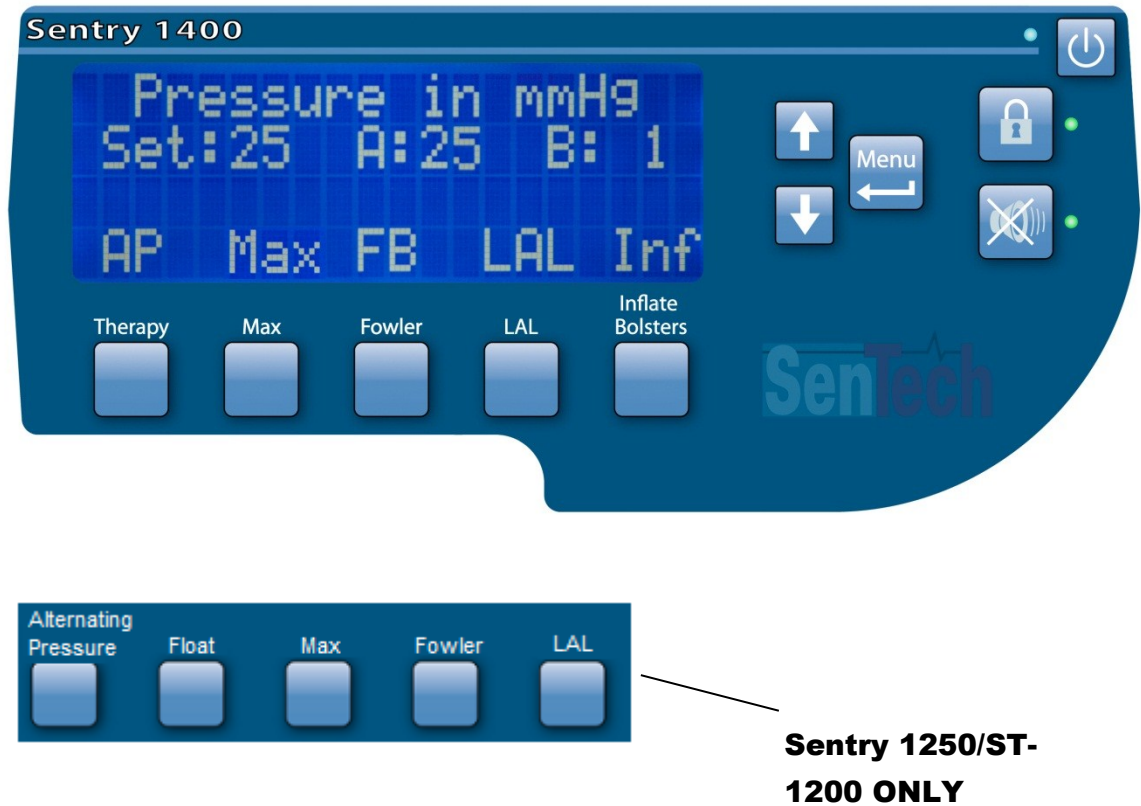 Sentry 1400
Pressure in mmHg
Set:25 A:25 B: 1
AP Max FB LAL Inf
Menu
Therapy Max Fowler LAL Inflate
Bolsters
SenTech
Alternating
Pressure Float Max Fowler LAL
Sentry 1250/ST-
1200 ONLY